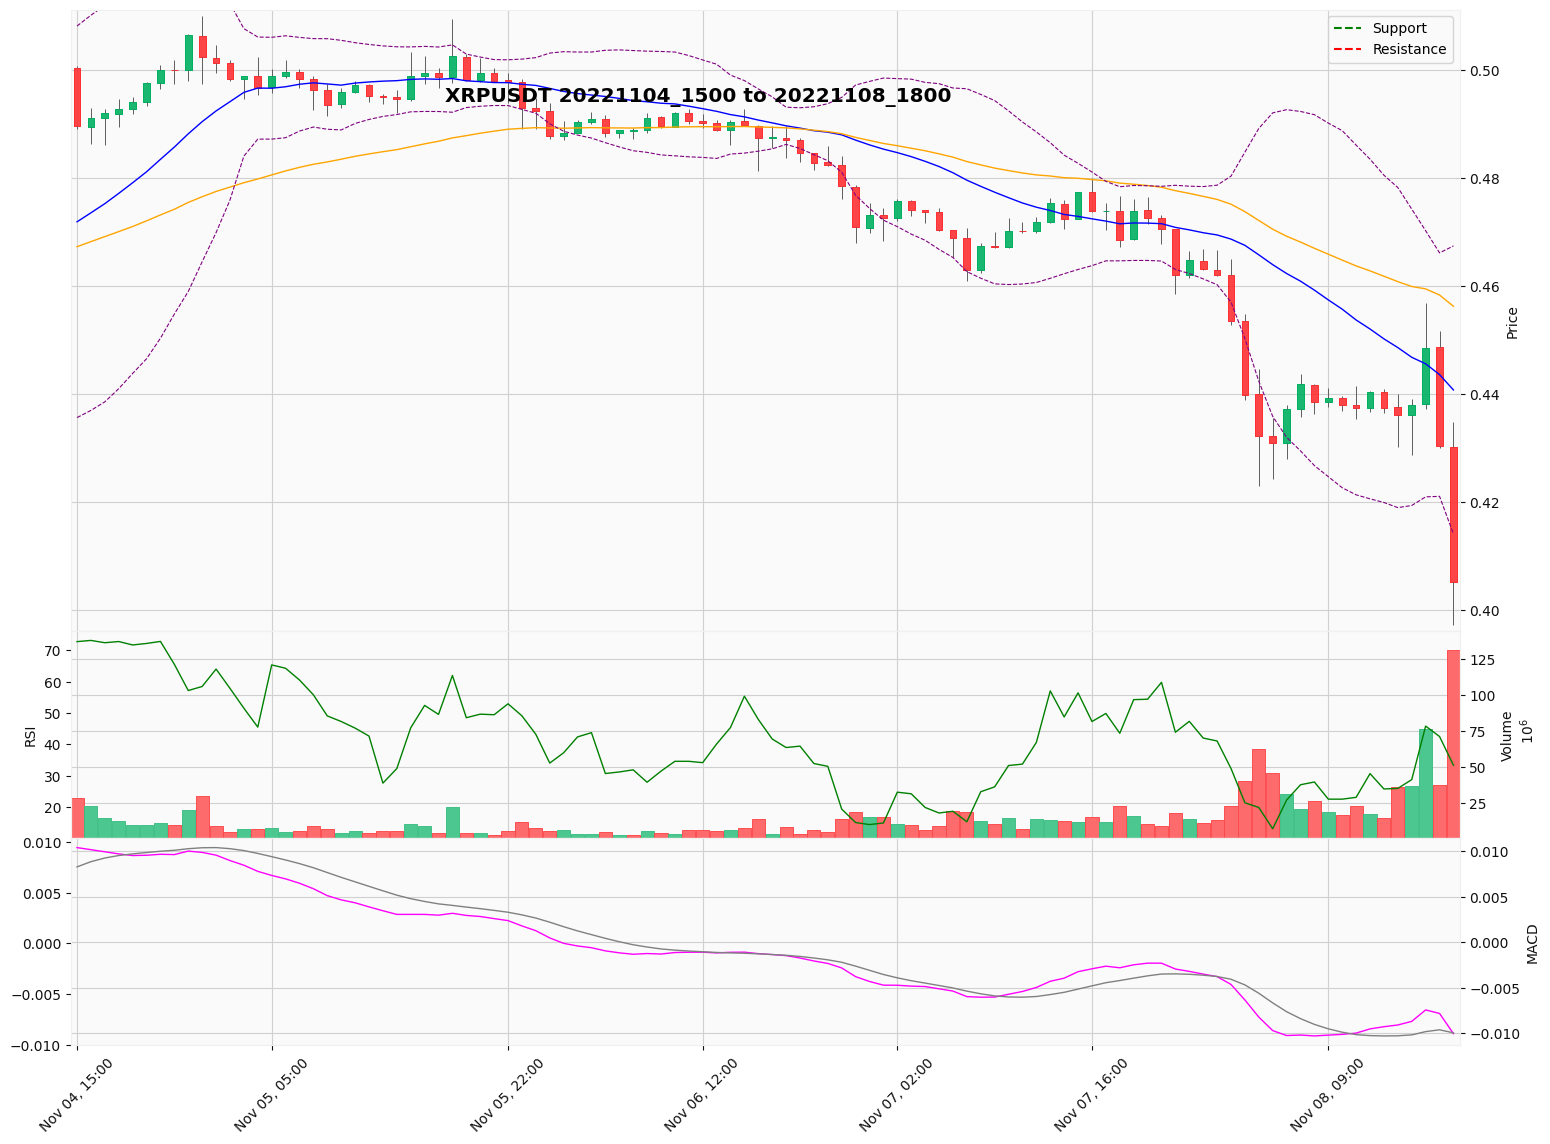 XRPUSDT 20221104_1500 to 20221108_1800
Support
Resistance
0.50
0.48
0.46
0.44
0.42
0.40
Price
70
60
50
40
30
20
RSI
125
100
75
50
25
Volume
10^6
0.010
0.005
0.000
−0.005
−0.010
0.010
0.005
0.000
−0.005
−0.010
MACD
Nov 04, 15:00
Nov 05, 05:00
Nov 05, 22:00
Nov 06, 12:00
Nov 07, 02:00
Nov 07, 16:00
Nov 08, 09:00